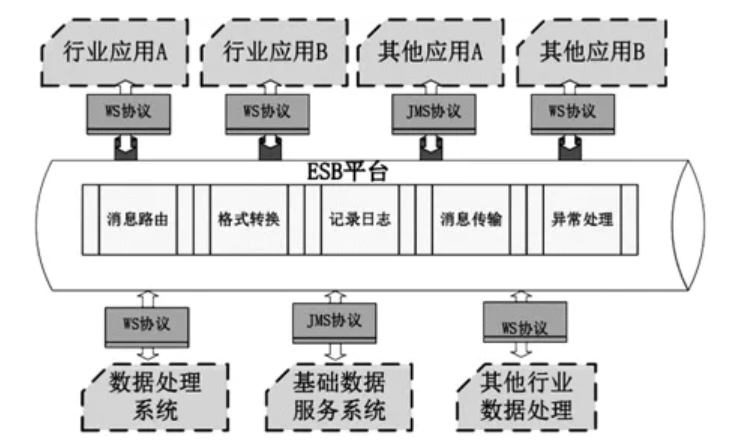 行业应用A
行业应用B
其他应用A
其他应用B
WS协议
WS协议
JMS协议
WS协议
ESB平台
消息路由
格式转换
记录日志
消息传输
异常处理
WS协议
JMS协议
WS协议
数据处理
系统
基础数据
服务系统
其他行业
数据处理